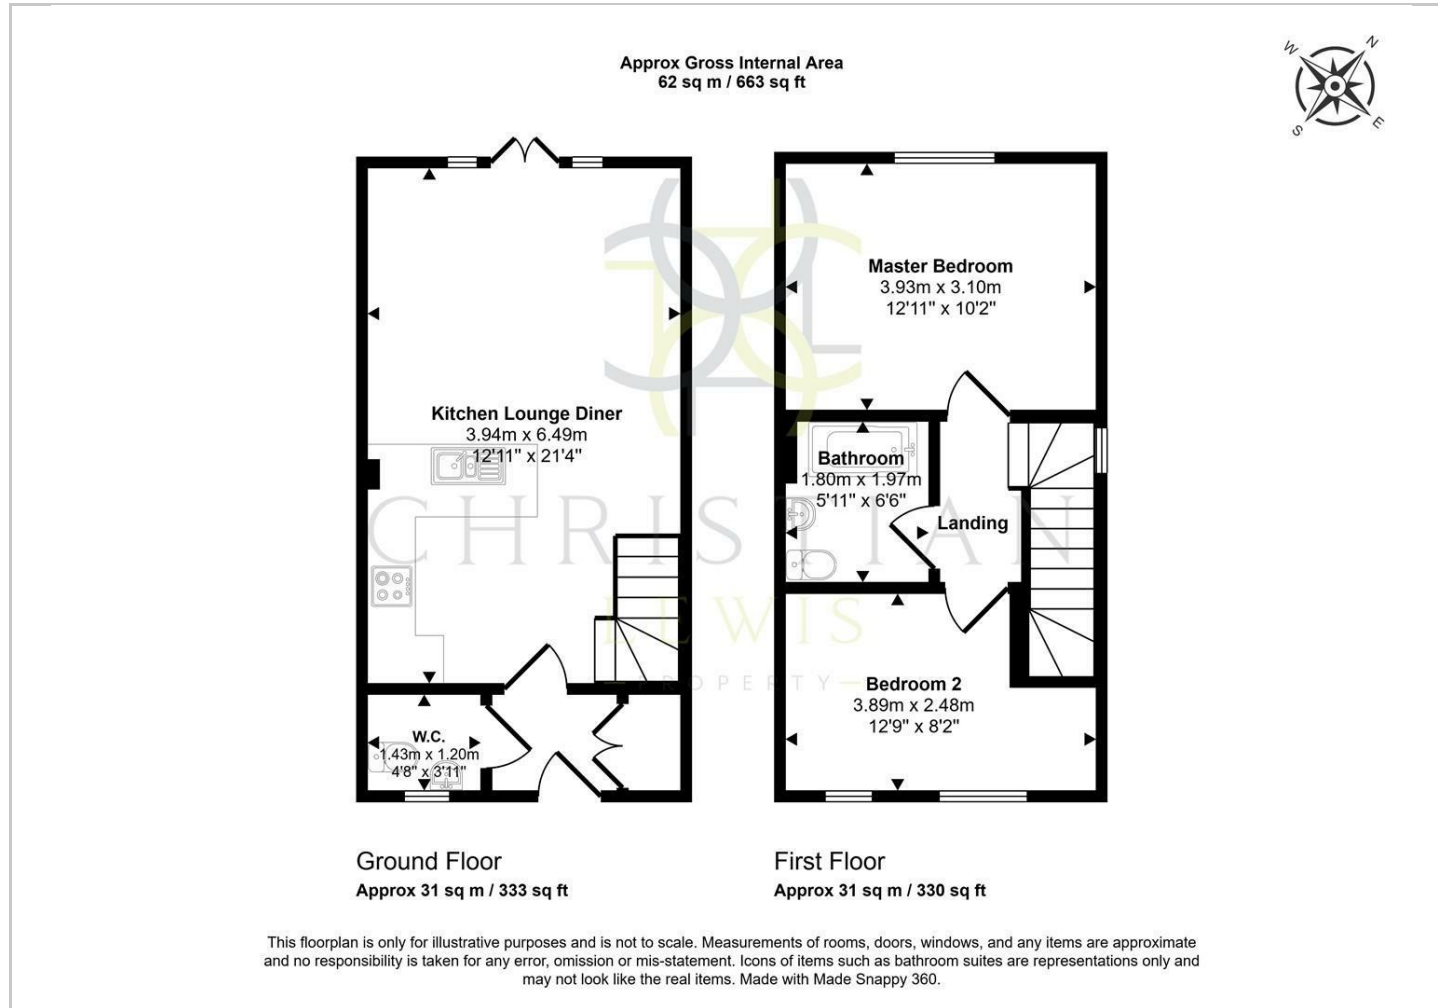 Approx Gross Internal Area
62 sq m / 663 sq ft
W
N
S
E
Kitchen Lounge Diner
3.94m x 6.49m
12'11" x 21'4"
W.C.
1.43m x 1.20m
4'8" x 3'11"
Master Bedroom
3.93m x 3.10m
12'11" x 10'2"
Bathroom
1.80m x 1.97m
5'11" x 6'6"
Landing
Bedroom 2
3.89m x 2.48m
12'9" x 8'2"
CHRISTIAN
LEWIS
PROPERTY
Ground Floor
Approx 31 sq m / 333 sq ft
First Floor
Approx 31 sq m / 330 sq ft
This floorplan is only for illustrative purposes and is not to scale. Measurements of rooms, doors, windows, and any items are approximate
and no responsibility is taken for any error, omission or mis-statement. Icons of items such as bathroom suites are representations only and
may not look like the real items. Made with Made Snappy 360.